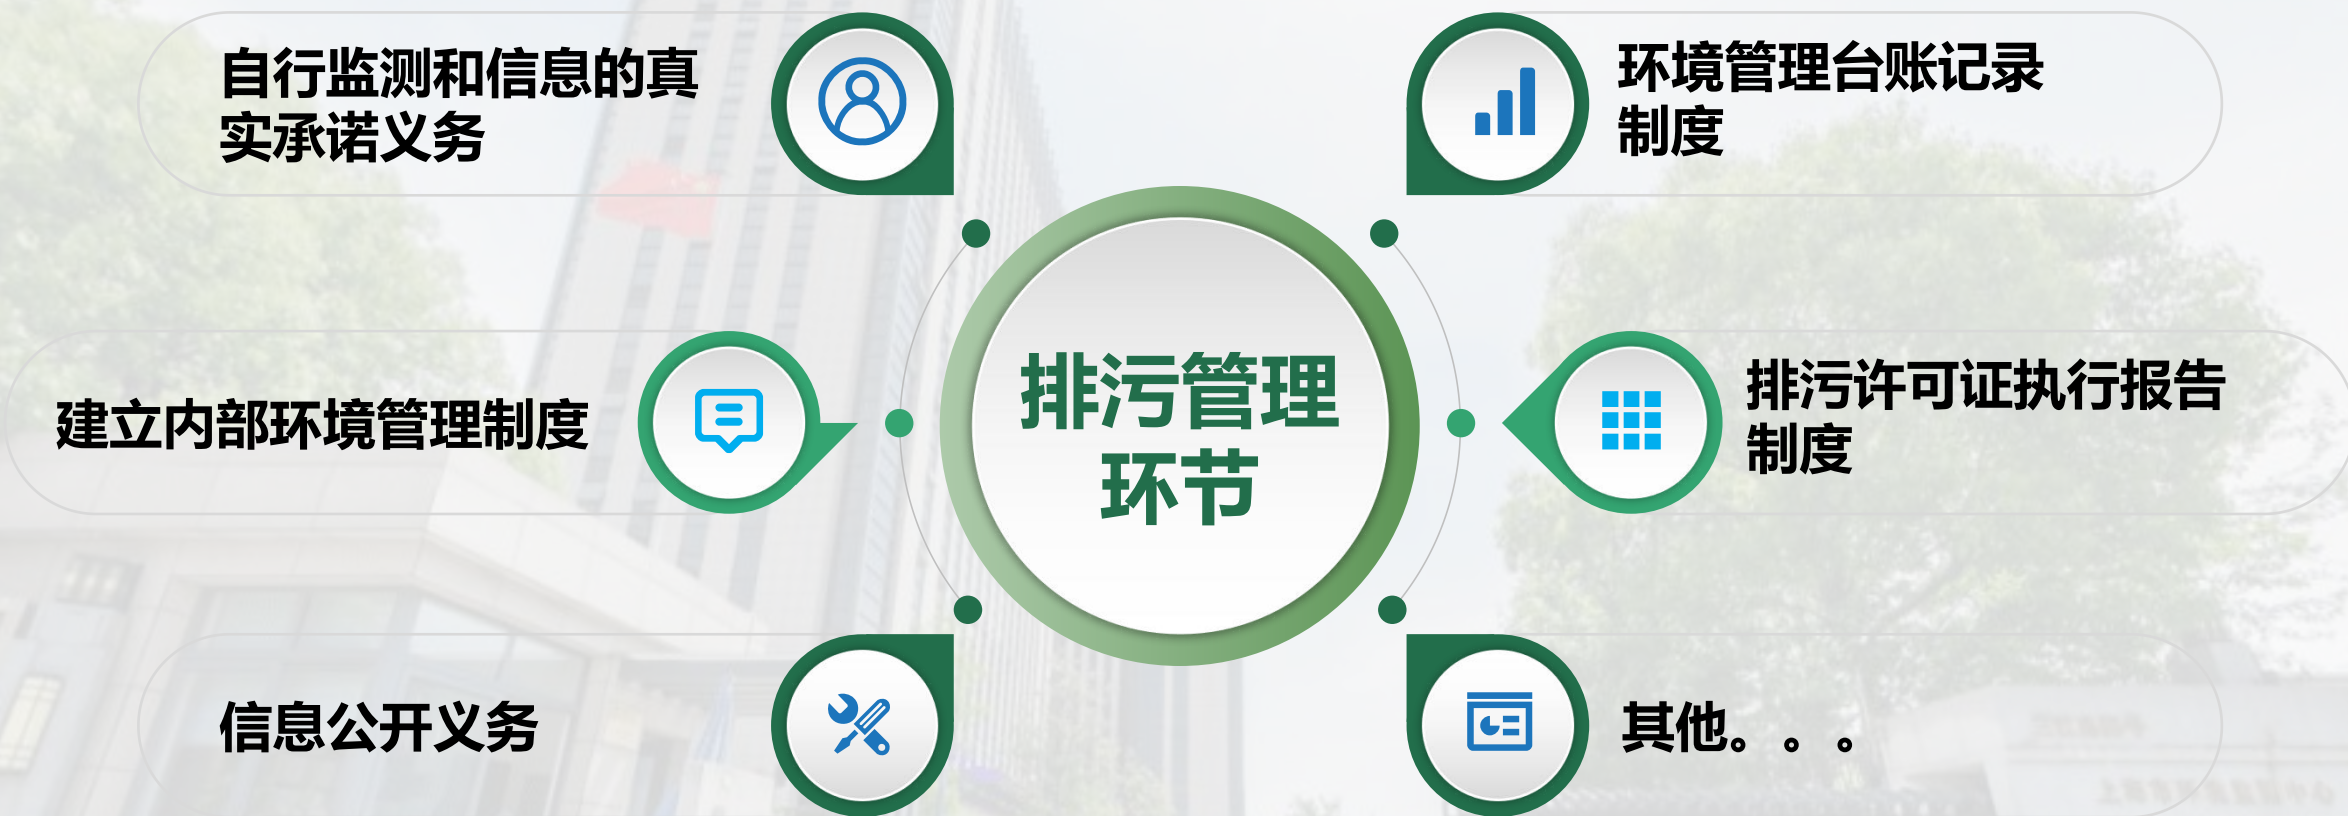 自行监测和信息的真
实承诺义务
环境管理台账记录
制度
建立内部环境管理制度
排污管理
环节
排污许可证执行报告
制度
信息公开义务
其他。。。